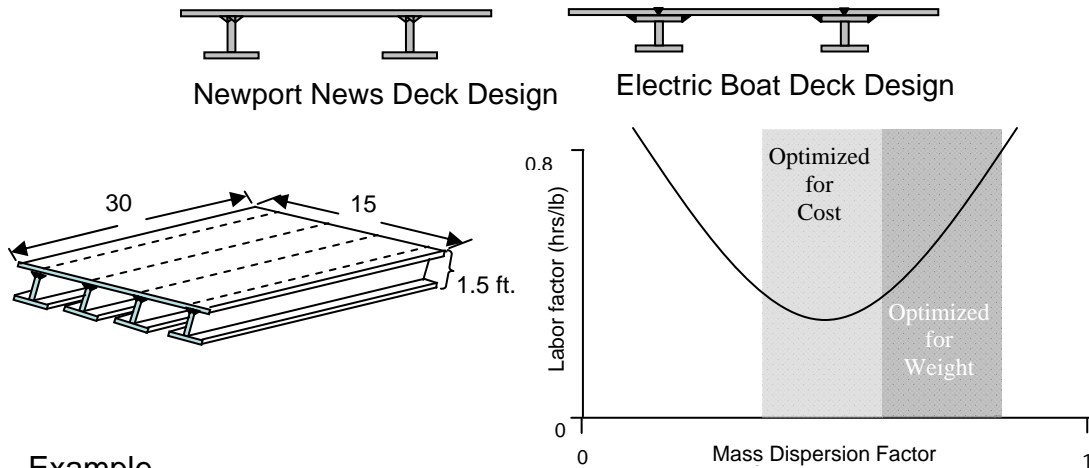 Newport News Deck Design
Electric Boat Deck Design
30
15
1.5 ft.
0.8
Labor factor (hrs/lb)
Optimized
for
Cost
Optimized
for
Weight
0
0
Mass Dispersion Factor
1
Example